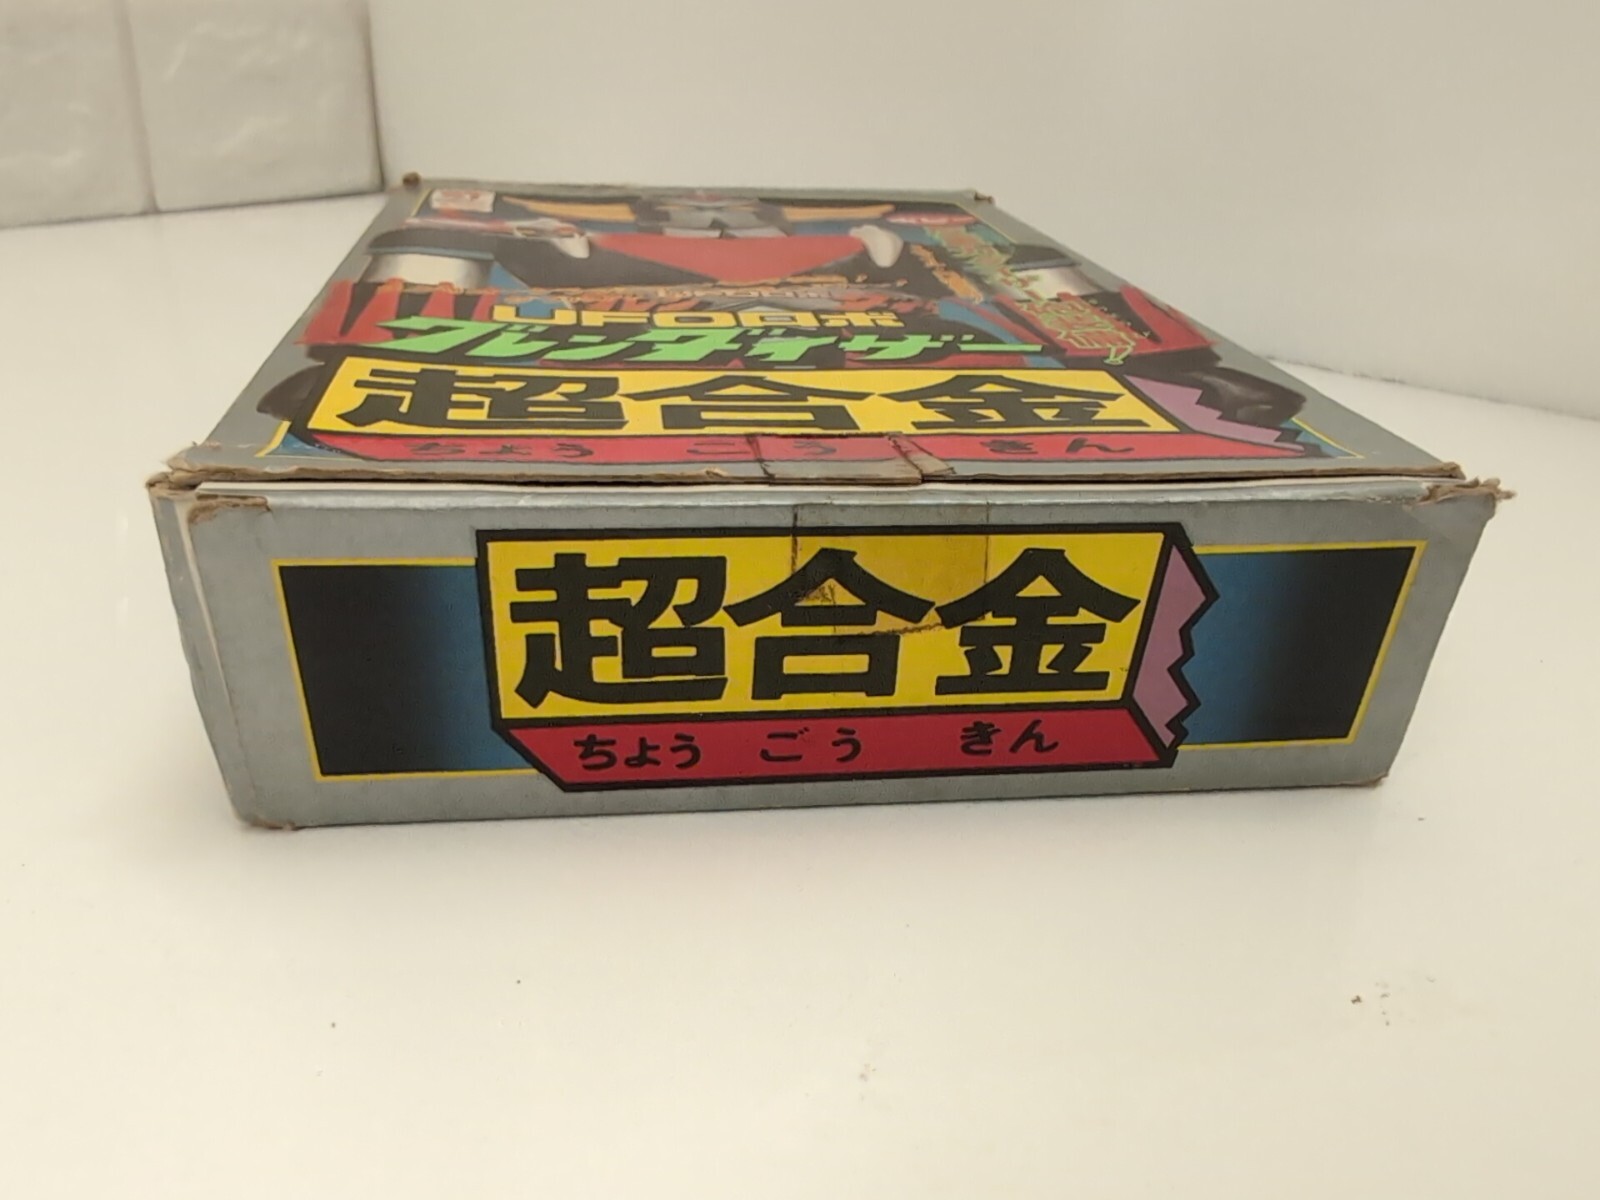 UFOロボ
グレンダイザー
超合金
ちょう ごう きん
超合金
ちょう ごう きん